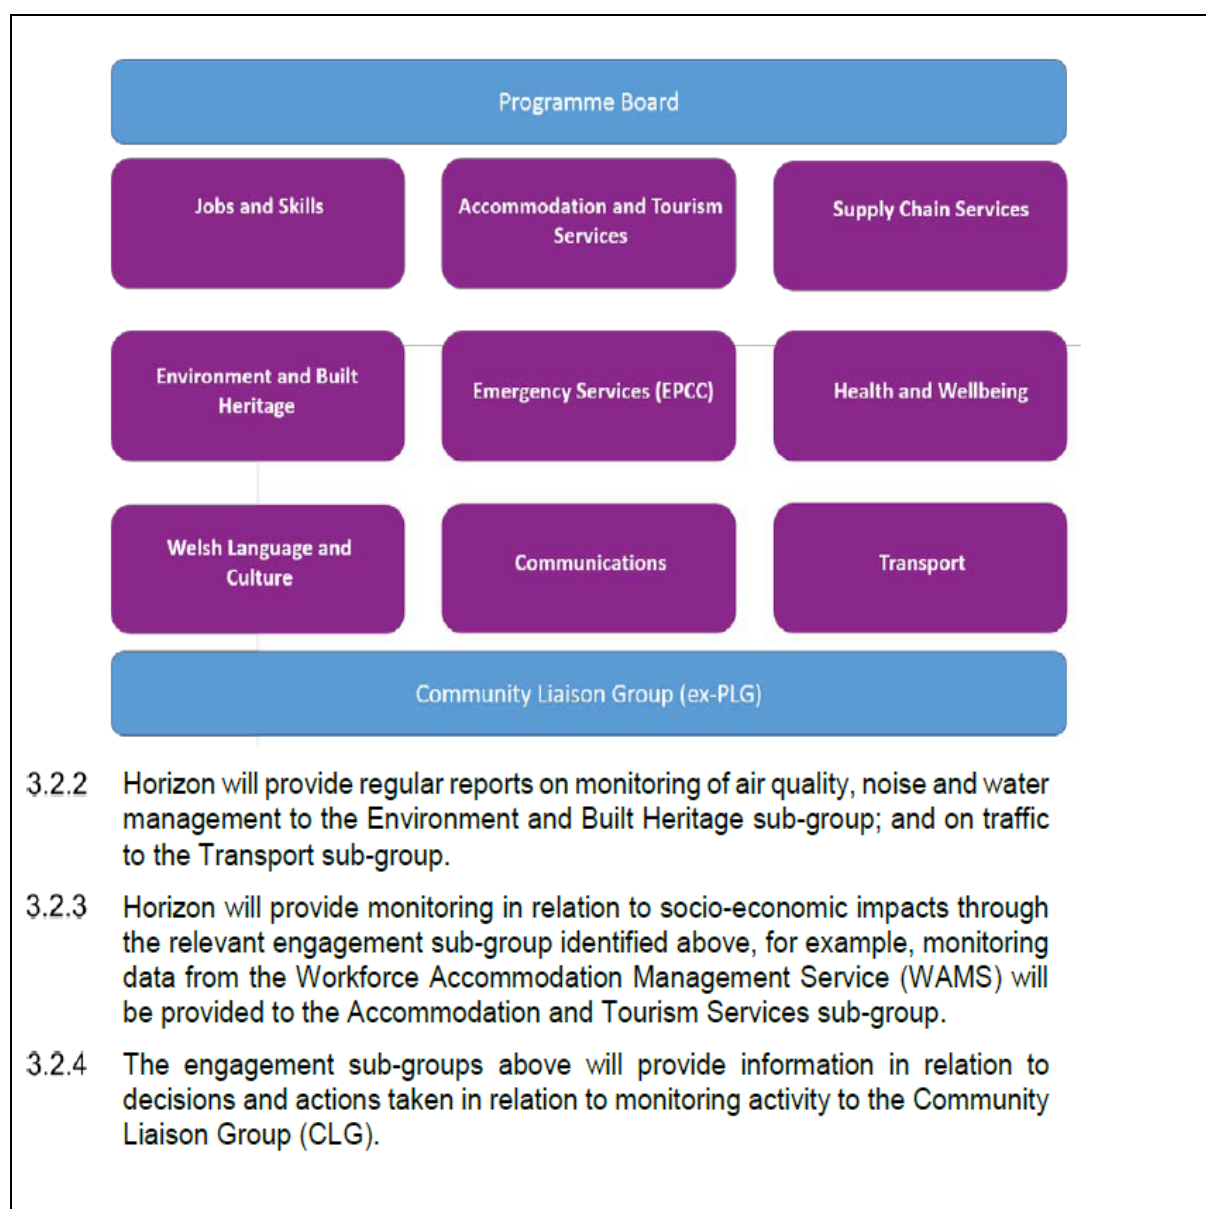 Programme Board
Jobs and Skills
Accommodation and Tourism
Services
Supply Chain Services
Environment and Built
Heritage
Emergency Services (EPCC)
Health and Wellbeing
Welsh Language and
Culture
Communications
Transport
Community Liaison Group (ex-PLG)
3.2.2 Horizon will provide regular reports on monitoring of air quality, noise and water
management to the Environment and Built Heritage sub-group; and on traffic
to the Transport sub-group.
3.2.3 Horizon will provide monitoring in relation to socio-economic impacts through
the relevant engagement sub-group identified above, for example, monitoring
data from the Workforce Accommodation Management Service (WAMS) will
be provided to the Accommodation and Tourism Services sub-group.
3.2.4 The engagement sub-groups above will provide information in relation to
decisions and actions taken in relation to monitoring activity to the Community
Liaison Group (CLG).